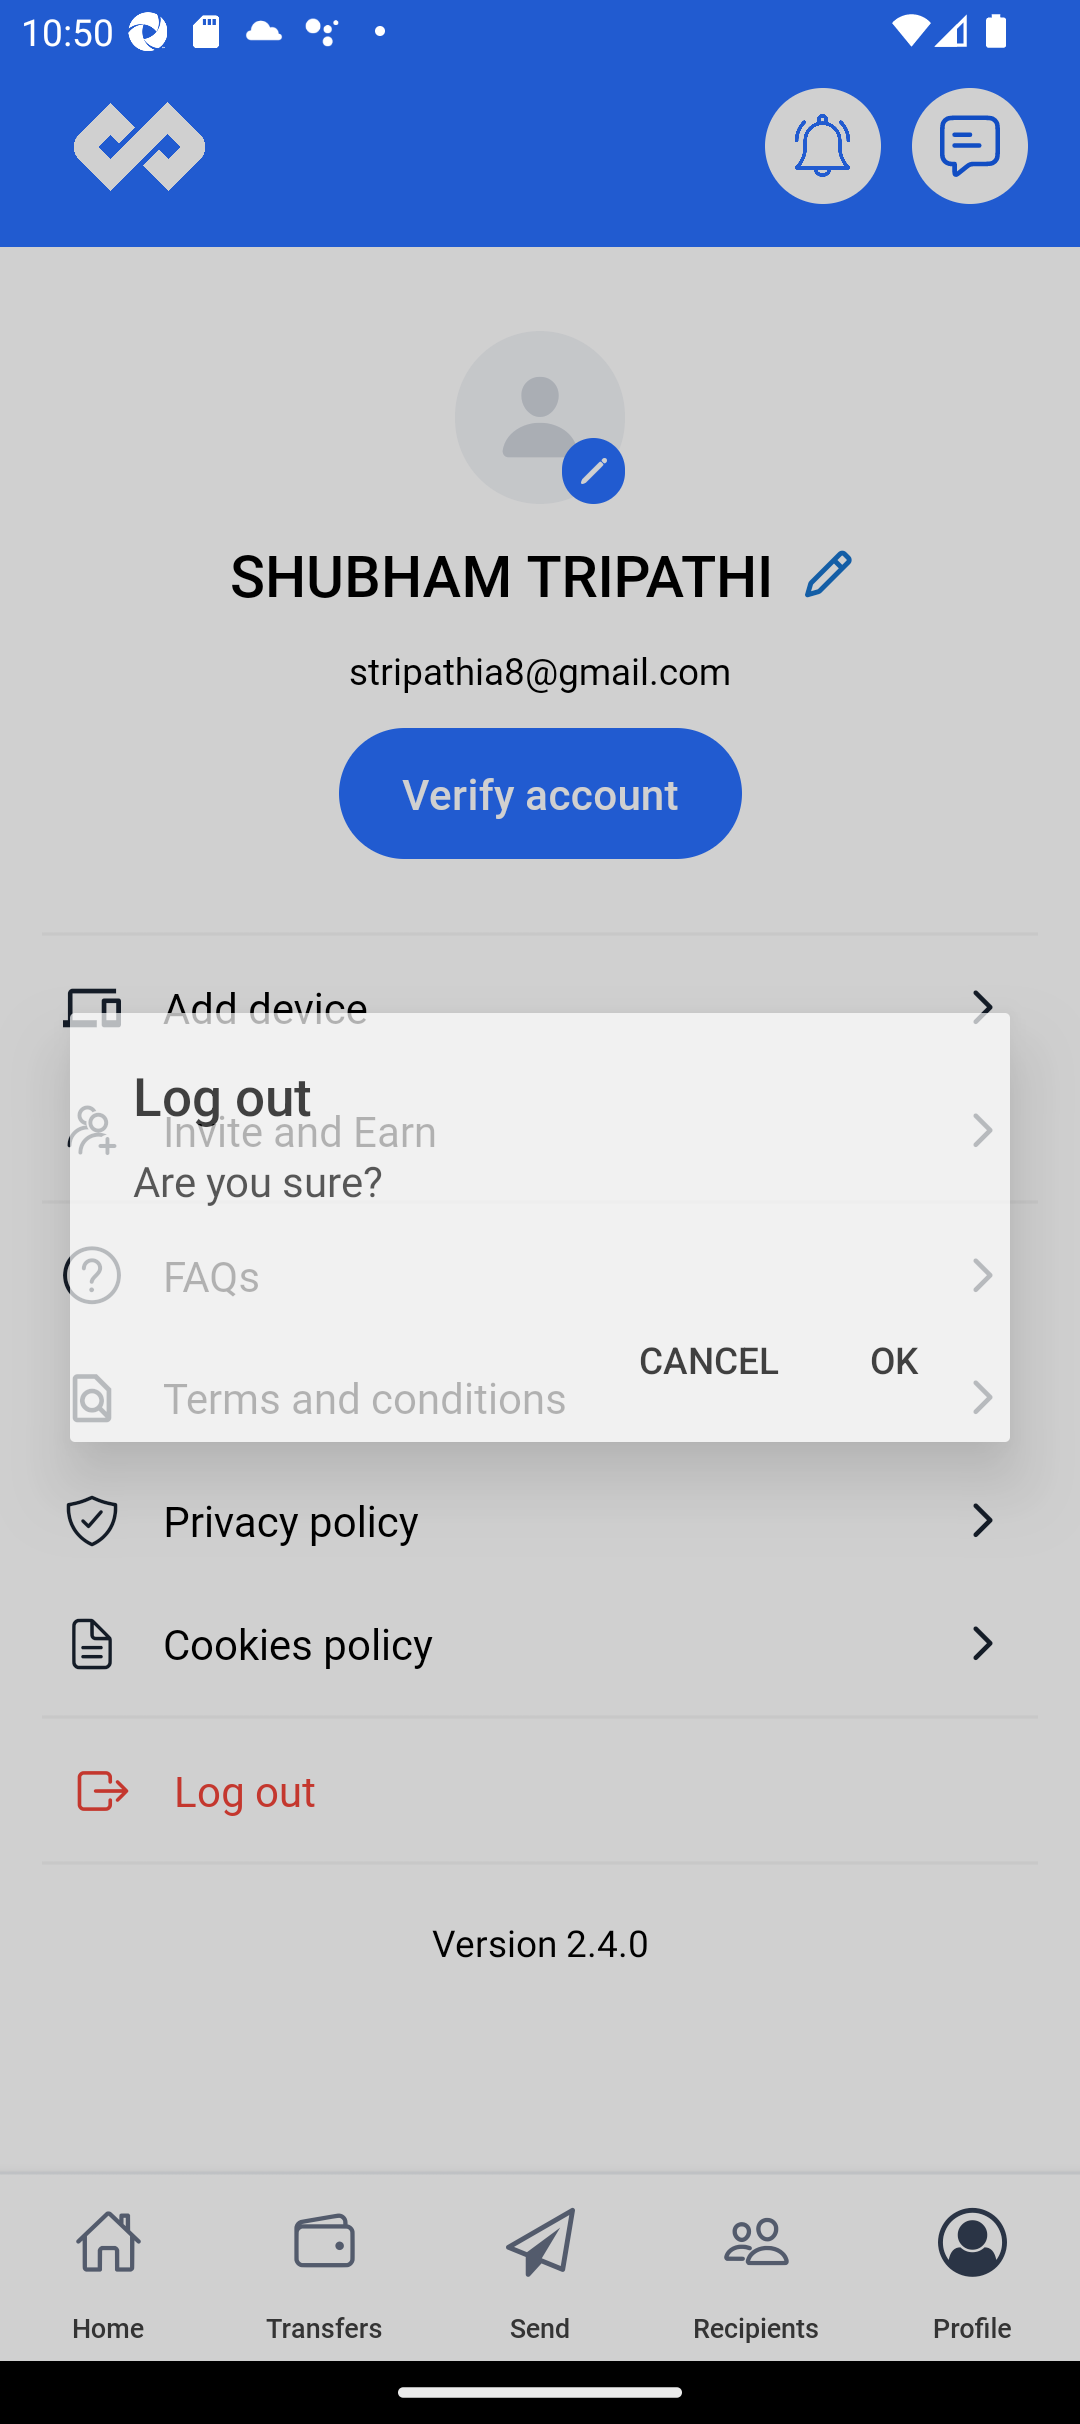 10:50
SHUBHAM TRIPATHI
stripathia8@gmail.com
Verify account
Add device
Log out
Invite and Earn
Are you sure?
FAQs
CANCEL OK
Terms and conditions
Privacy policy
Cookies policy
Log out
Version 2.4.0
Home Transfers Send Recipients Profile